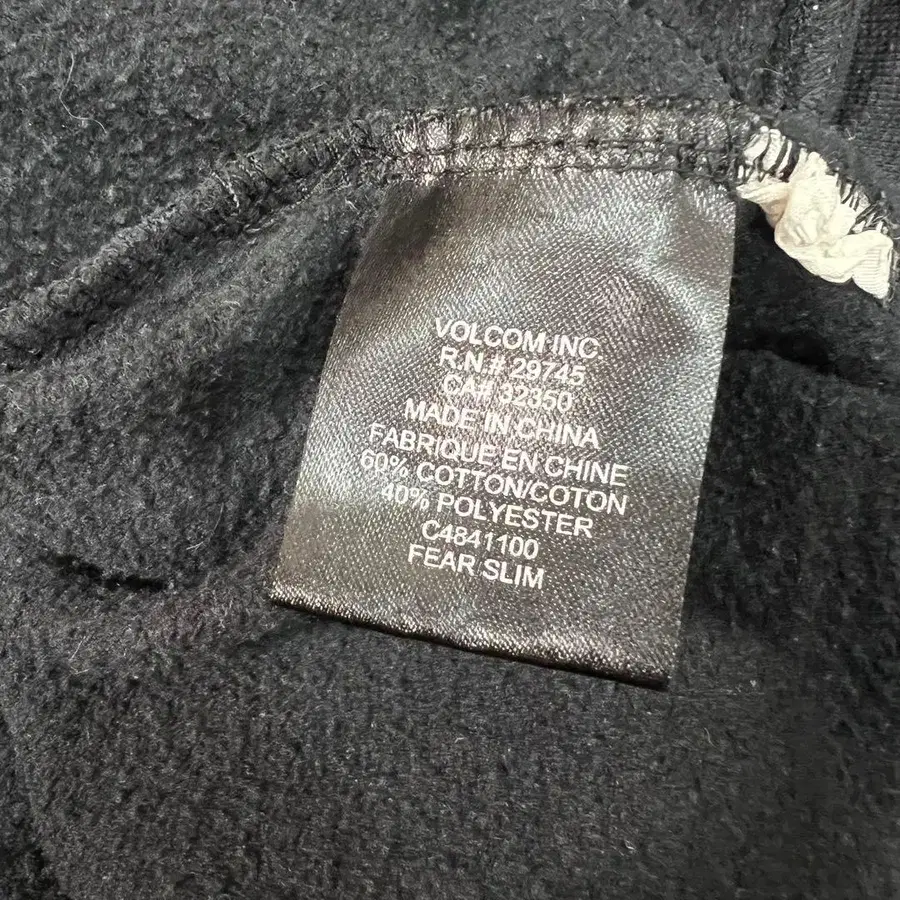 VOLCOM INC.
R.N.# 29745
CA# 32350
MADE IN CHINA
FABRIQUE EN CHINE
60% COTTON/COTON
40% POLYESTER
C4841100
FEAR SLIM